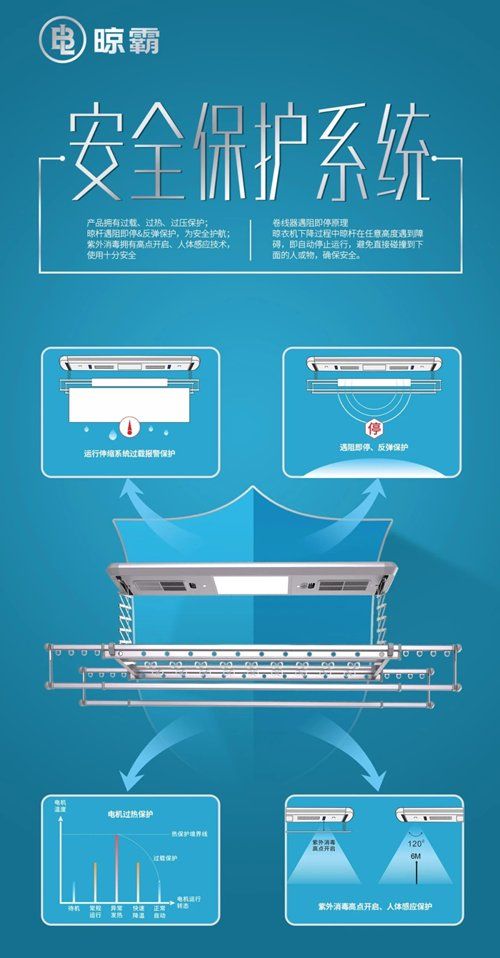 晾霸
安全保护系统
产品拥有过载、过热、过压保护;
晾杆遇阻即停&反弹保护,为安全护航;
紫外消毒拥有高点开启、人体感应技术,
使用十分安全
卷线器遇阻即停原理
晾衣机下降过程中晾杆在任意高度遇到障
碍,即自动停止运行,避免直接碰撞到下
面的人或物,确保安全。
运行伸缩系统过载报警保护
停
遇阻即停、反弹保护
电机
温度
电机过热保护
热保护境界线
过载保护
电机运行
转态
待机
常规
运行
异常
发热
快速
降温
正常
自动
紫外消毒
高点开启
120°
6M
紫外消毒高点开启、人体感应保护